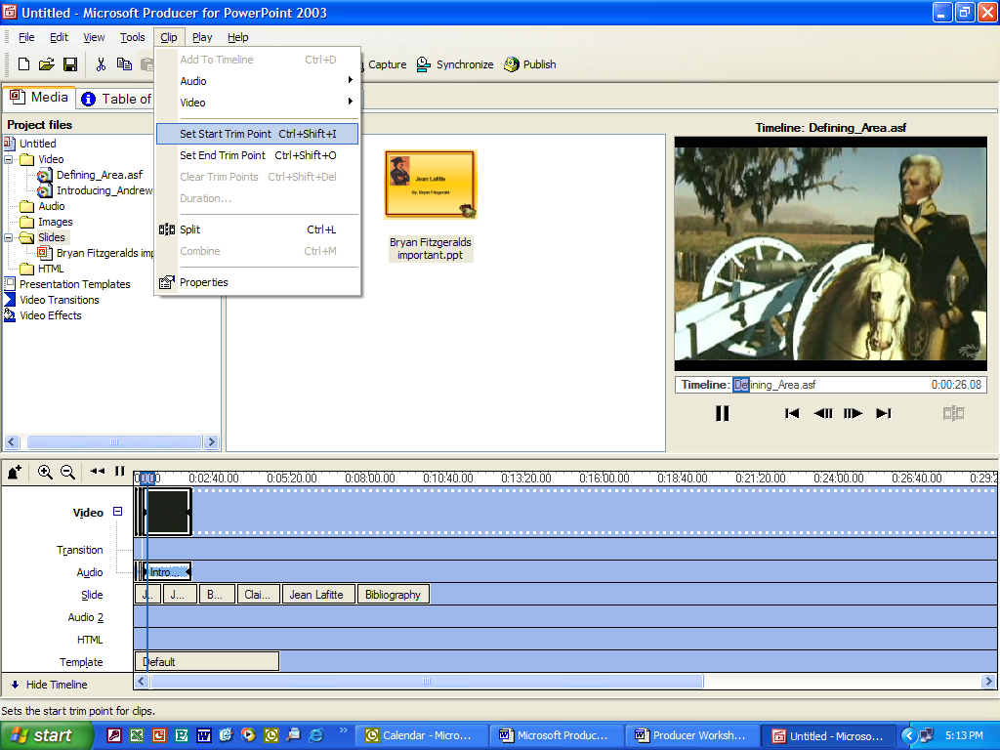 Untitled - Microsoft Producer for PowerPoint 2003
File Edit View Tools Clip Play Help
Capture Synchronize Publish
Media Table of
Add To Timeline Ctrl+D
Audio
Video
Set Start Trim Point Ctrl+Shift+I
Set End Trim Point Ctrl+Shift+O
Clear Trim Points Ctrl+Shift+Del
Duration...
Split Ctrl+L
Combine Ctrl+M
Properties
Project files
Untitled
Video
Defining_Area.asf
Introducing_Andrew
Audio
Images
Slides
Bryan Fitzgeralds imp
HTML
Presentation Templates
Video Transitions
Video Effects
Jean Lafitte
by: Bryan Fitzgerald
Bryan Fitzgeralds
important.ppt
Timeline: Defining_Area.asf
Timeline: Defining_Area.asf 0:00:26.08
0:02:40.00 0:05:20.00 0:08:00.00 0:10:40.00 0:13:20.00 0:16:00.00 0:18:40.00 0:21:20.00 0:24:00.00 0:26:40.00 0:29:2
Video
Transition
Audio Intro...
Slide J... J... B... Clai... Jean Lafitte Bibliography
Audio 2
HTML
Template Default
Hide Timeline
Sets the start trim point for clips.
start Calendar - Micro... Microsoft Produc... Producer Worksh... Untitled - Microso... 5:13 PM